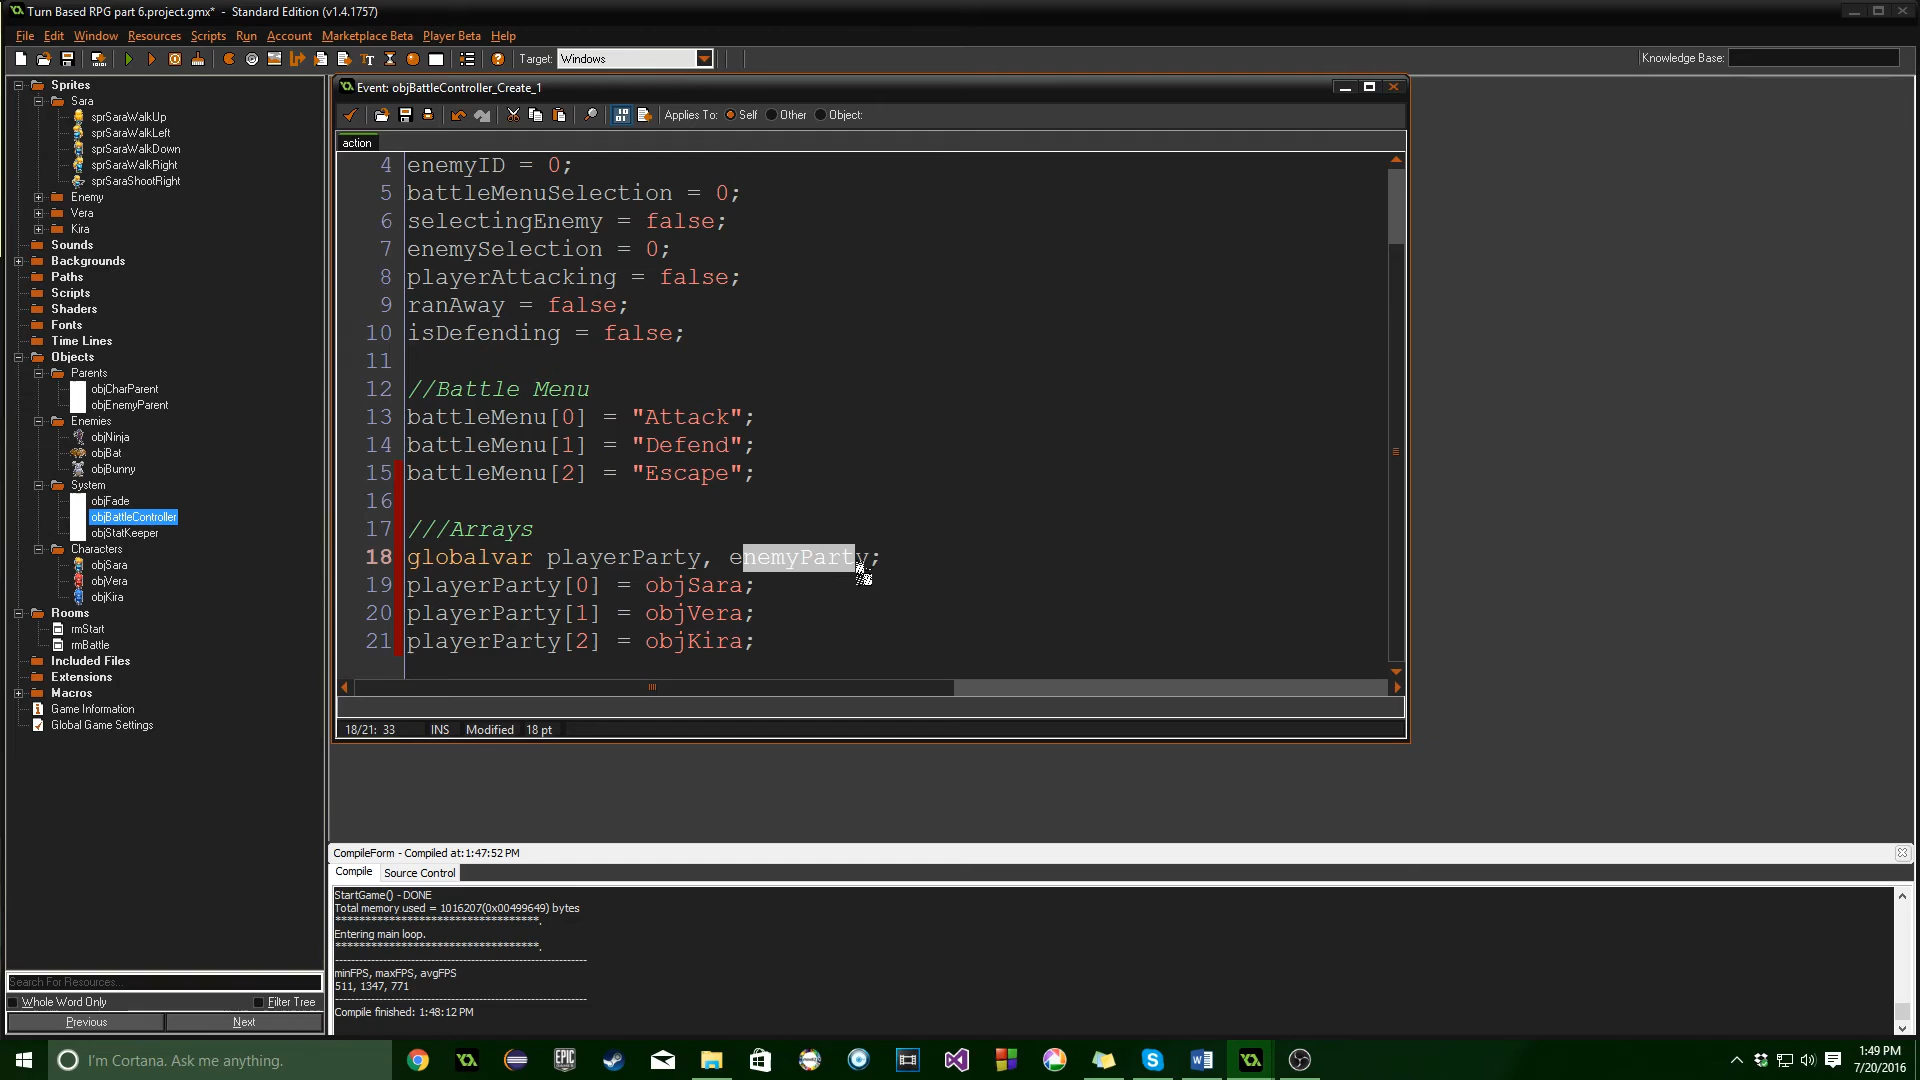 Turn Based RPG part 6.project.gmx* - Standard Edition (v1.4.1757)
File Edit Window Resources Scripts Run Account Marketplace Beta Player Beta Help
Target: Windows
Knowledge Base:
Sprites
Sara
sprSaraWalkUp
sprSaraWalkLeft
sprSaraWalkDown
sprSaraWalkRight
sprSaraShootRight
Enemy
Vera
Kira
Sounds
Backgrounds
Paths
Scripts
Shaders
Fonts
Time Lines
Objects
Parents
objCharParent
objEnemyParent
Enemies
objNinja
objBat
objBunny
System
objFade
objBattleController
objStatKeeper
Characters
objSara
objVera
objKira
Rooms
rmStart
rmBattle
Included Files
Extensions
Macros
Game Information
Global Game Settings
Search For Resources...
Whole Word Only Filter Tree
Previous Next
Event: objBattleController_Create_1
Applies To: Self Other Object:
action
4 enemyID = 0;
5 battleMenuSelection = 0;
6 selectingEnemy = false;
7 enemySelection = 0;
8 playerAttacking = false;
9 ranAway = false;
10 isDefending = false;
11
12 //Battle Menu
13 battleMenu[0] = "Attack";
14 battleMenu[1] = "Defend";
15 battleMenu[2] = "Escape";
16
17 ///Arrays
18 globalvar playerParty, enemyParty;
19 playerParty[0] = objSara;
20 playerParty[1] = objVera;
21 playerParty[2] = objKira;
18/21: 33 INS Modified 18 pt
CompileForm - Compiled at:1:47:52 PM
Compile Source Control
StartGame() - DONE
Total memory used = 1016207(0x00499649) bytes
***********************************.
Entering main loop.
***********************************.
minFPS, maxFPS, avgFPS
511, 1347, 771
Compile finished: 1:48:12 PM
I'm Cortana. Ask me anything.
EPIC GAMES
1:49 PM
7/20/2016